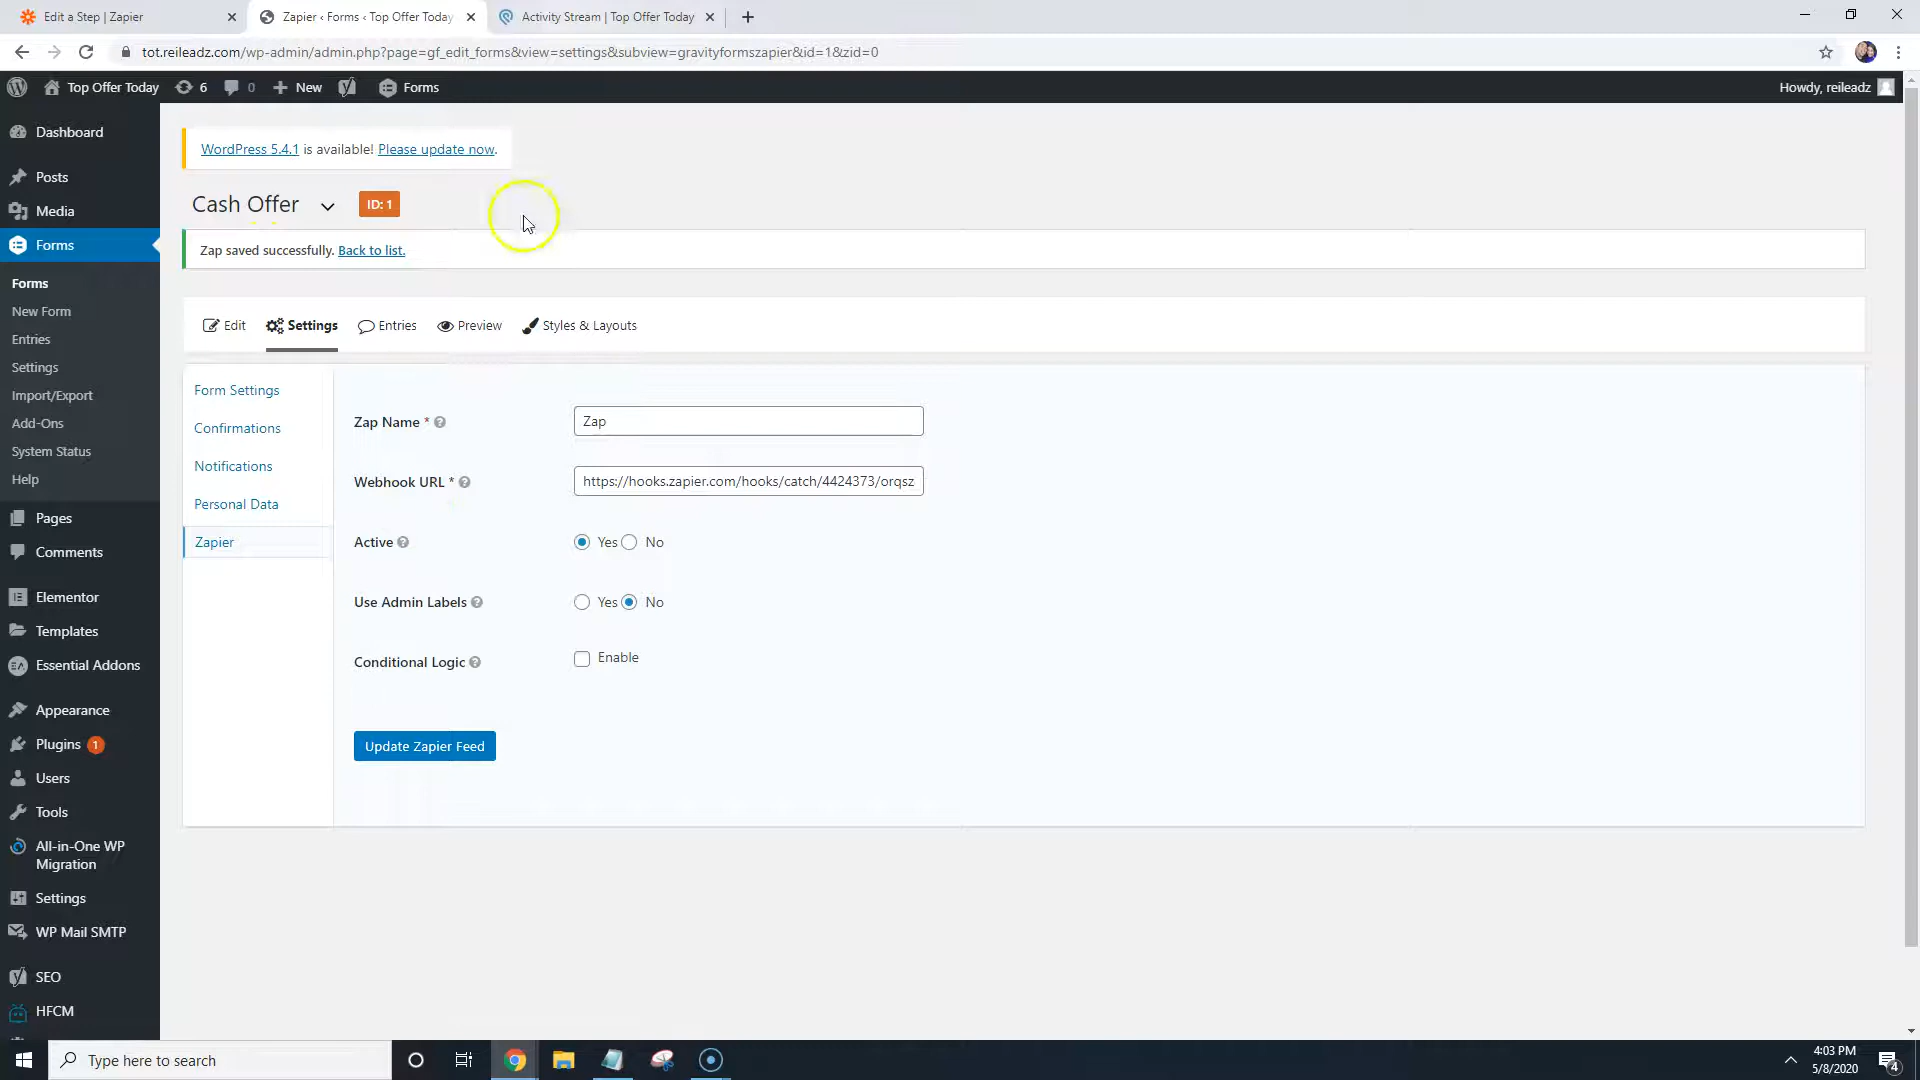 Edit a Step | Zapier
Zapier ‹ Forms ‹ Top Offer Today
Activity Stream | Top Offer Today
tot.reileadz.com/wp-admin/admin.php?page=gf_edit_forms&view=settings&subview=gravityformszapier&id=1&zid=0
Top Offer Today
6
0
New
Forms
Howdy, reileadz
Dashboard
Posts
Media
Forms
Forms
New Form
Entries
Settings
Import/Export
Add-Ons
System Status
Help
Pages
Comments
Elementor
Templates
Essential Addons
Appearance
Plugins 1
Users
Tools
All-in-One WP
Migration
Settings
WP Mail SMTP
SEO
HFCM
WordPress 5.4.1 is available! Please update now.
Cash Offer
ID: 1
Zap saved successfully. Back to list.
Edit
Settings
Entries
Preview
Styles & Layouts
Form Settings
Confirmations
Notifications
Personal Data
Zapier
Zap Name *
Zap
Webhook URL *
https://hooks.zapier.com/hooks/catch/4424373/orqsz
Active
Yes No
Use Admin Labels
Yes No
Conditional Logic
Enable
Update Zapier Feed
Type here to search
4:03 PM
5/8/2020
4